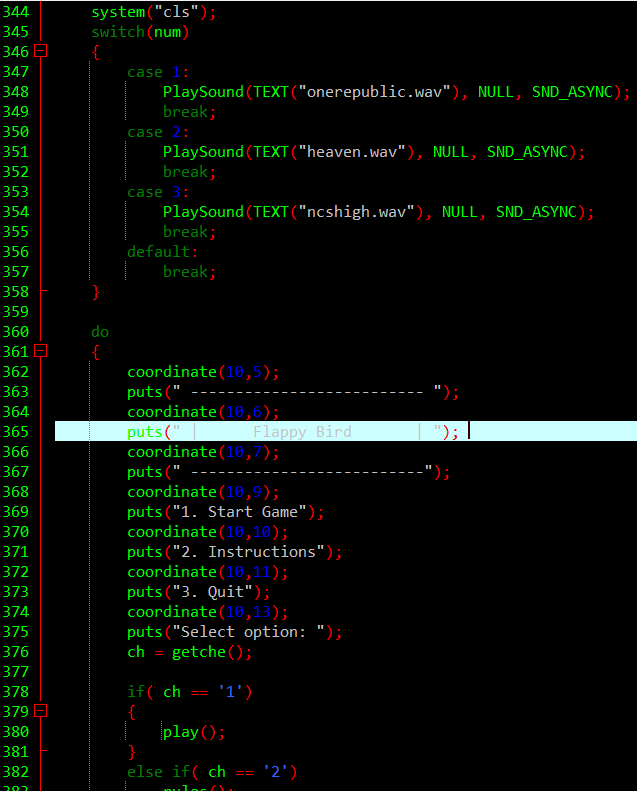 344 system("cls");
345 switch(num)
346 {
347 case 1:
348 PlaySound(TEXT("onerepublic.wav"), NULL, SND_ASYNC);
349 break;
350 case 2:
351 PlaySound(TEXT("heaven.wav"), NULL, SND_ASYNC);
352 break;
353 case 3:
354 PlaySound(TEXT("ncshigh.wav"), NULL, SND_ASYNC);
355 break;
356 default:
357 break;
358 }
359
360 do
361 {
362 coordinate(10,5);
363 puts(" -------------------------- ");
364 coordinate(10,6);
365 puts(" |      Flappy Bird       | ");
366 coordinate(10,7);
367 puts(" --------------------------");
368 coordinate(10,9);
369 puts("1. Start Game");
370 coordinate(10,10);
371 puts("2. Instructions");
372 coordinate(10,11);
373 puts("3. Quit");
374 coordinate(10,13);
375 puts("Select option: ");
376 ch = getche();
377
378 if( ch == '1')
379 {
380 play();
381 }
382 else if( ch == '2')
383 rules();